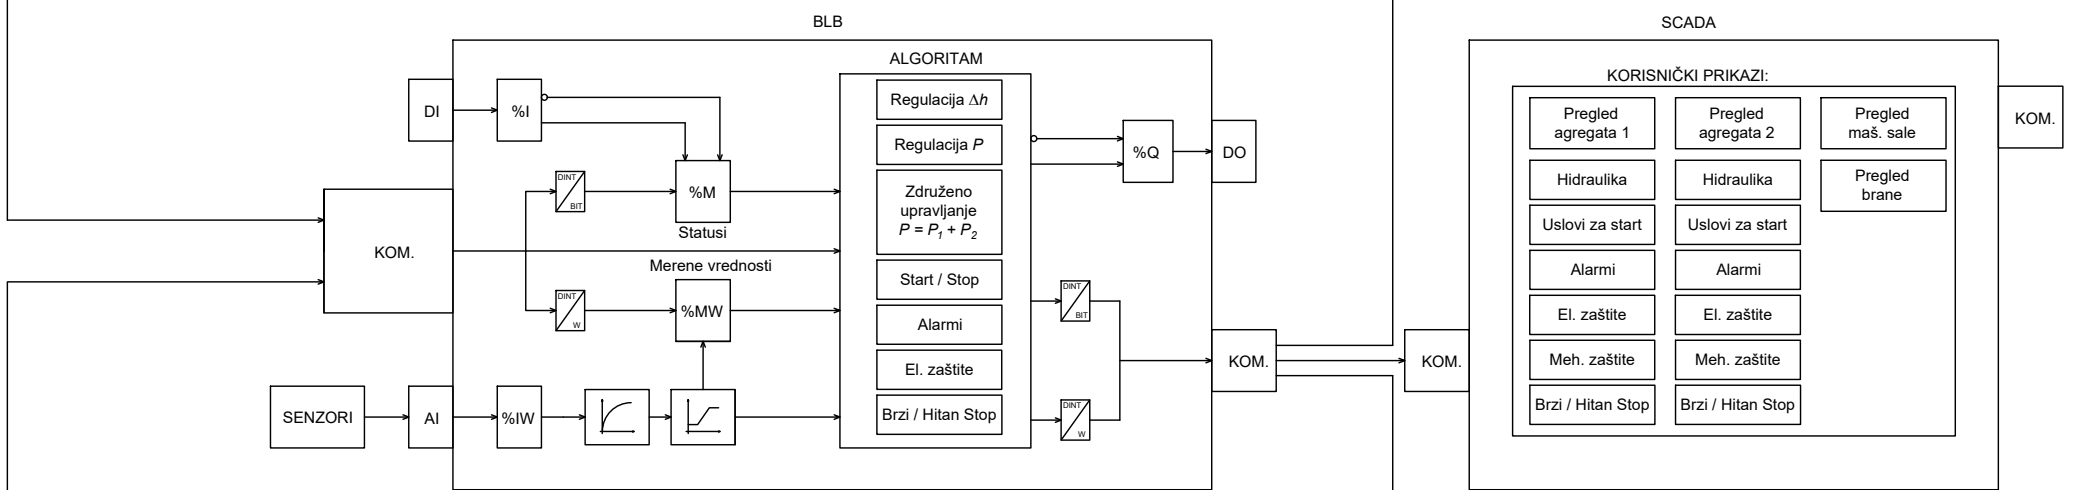 BLB
SCADA
ALGORITAM
KORISNIČKI PRIKAZI:
DI
%I
DINT
BIT
%M
Statusi
KOM.
Merene vrednosti
DINT
W
%MW
SENZORI
AI
%IW
Regulacija Δh
Regulacija P
Združeno
upravljanje
P = P1 + P2
Start / Stop
Alarmi
El. zaštite
Brzi / Hitan Stop
%Q
DO
DINT
BIT
DINT
W
KOM.
KOM.
Pregled
agregata 1
Hidraulika
Uslovi za start
Alarmi
El. zaštite
Meh. zaštite
Brzi / Hitan Stop
Pregled
agregata 2
Hidraulika
Uslovi za start
Alarmi
El. zaštite
Meh. zaštite
Brzi / Hitan Stop
Pregled
maš. sale
Pregled
brane
KOM.